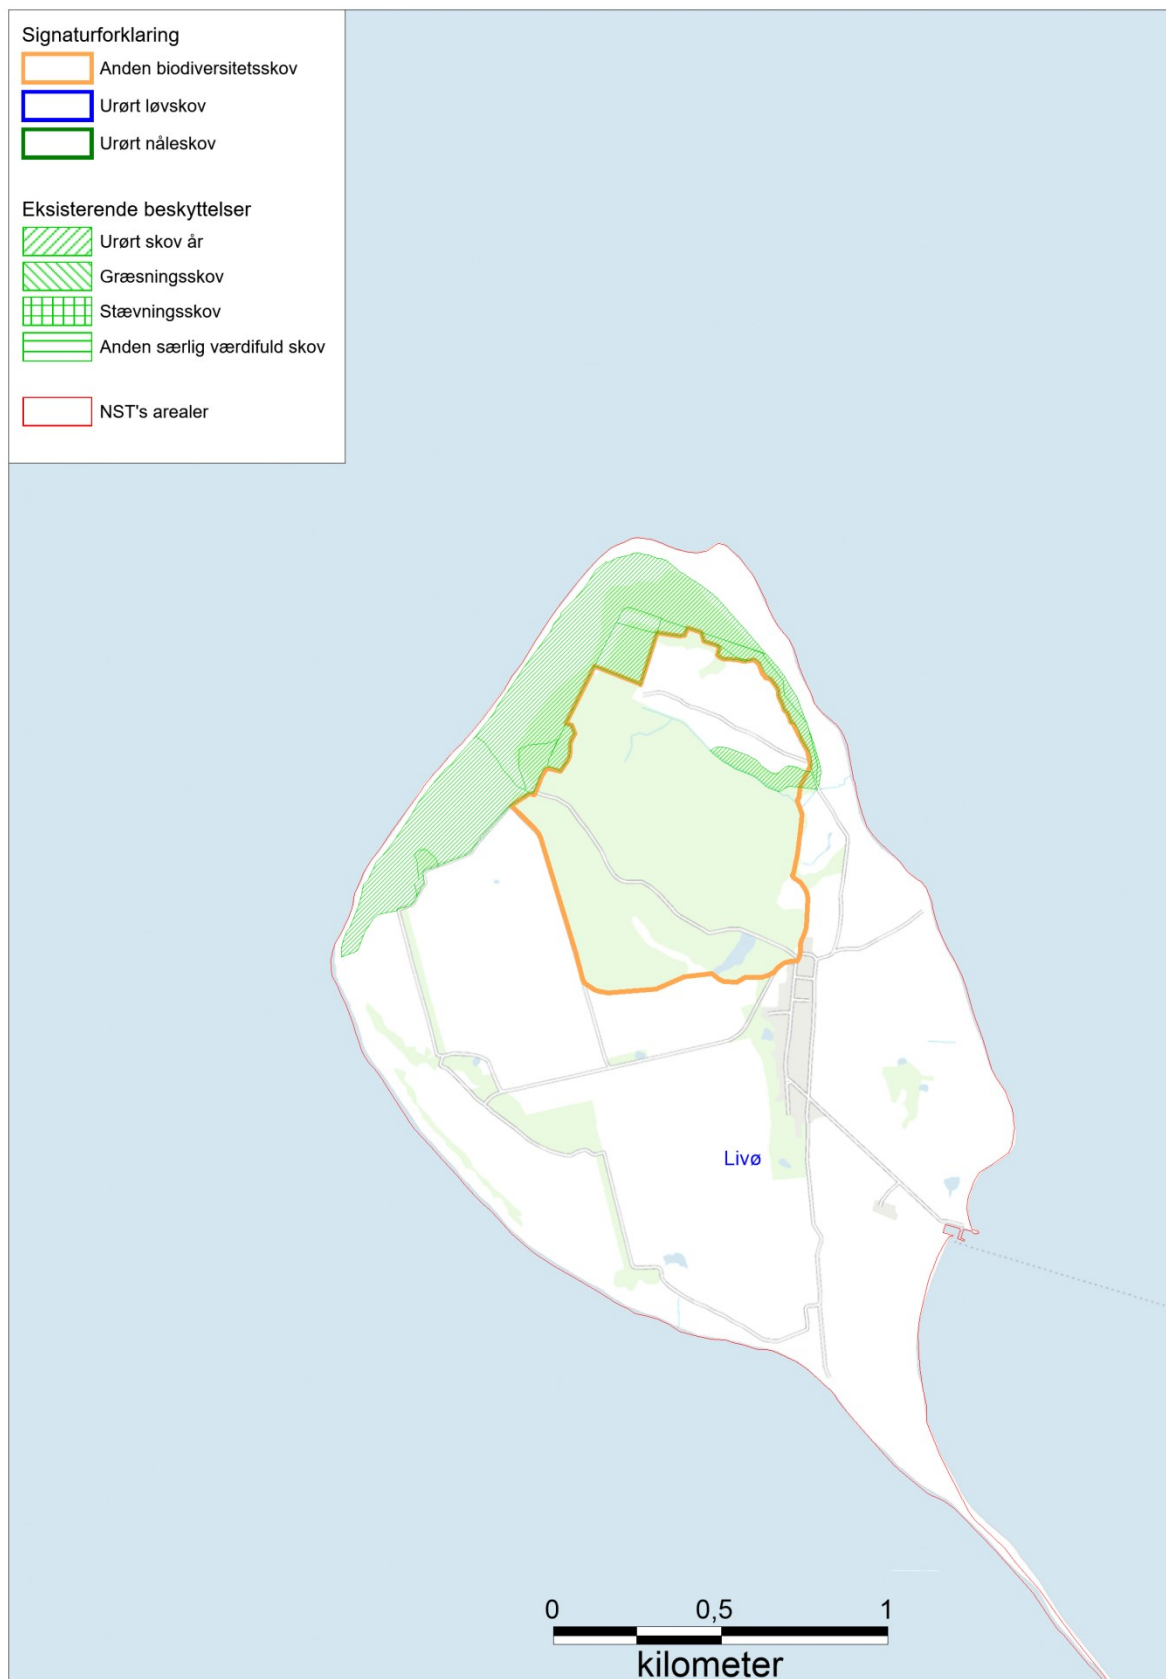 Signaturforklaring
Anden biodiversitetsskov
Urørt løvskov
Urørt nåleskov
Eksisterende beskyttelser
Urørt skov år
Græsningsskov
Stævningsskov
Anden særlig værdifuld skov
NST's arealer
Livø
0 0,5 1
kilometer